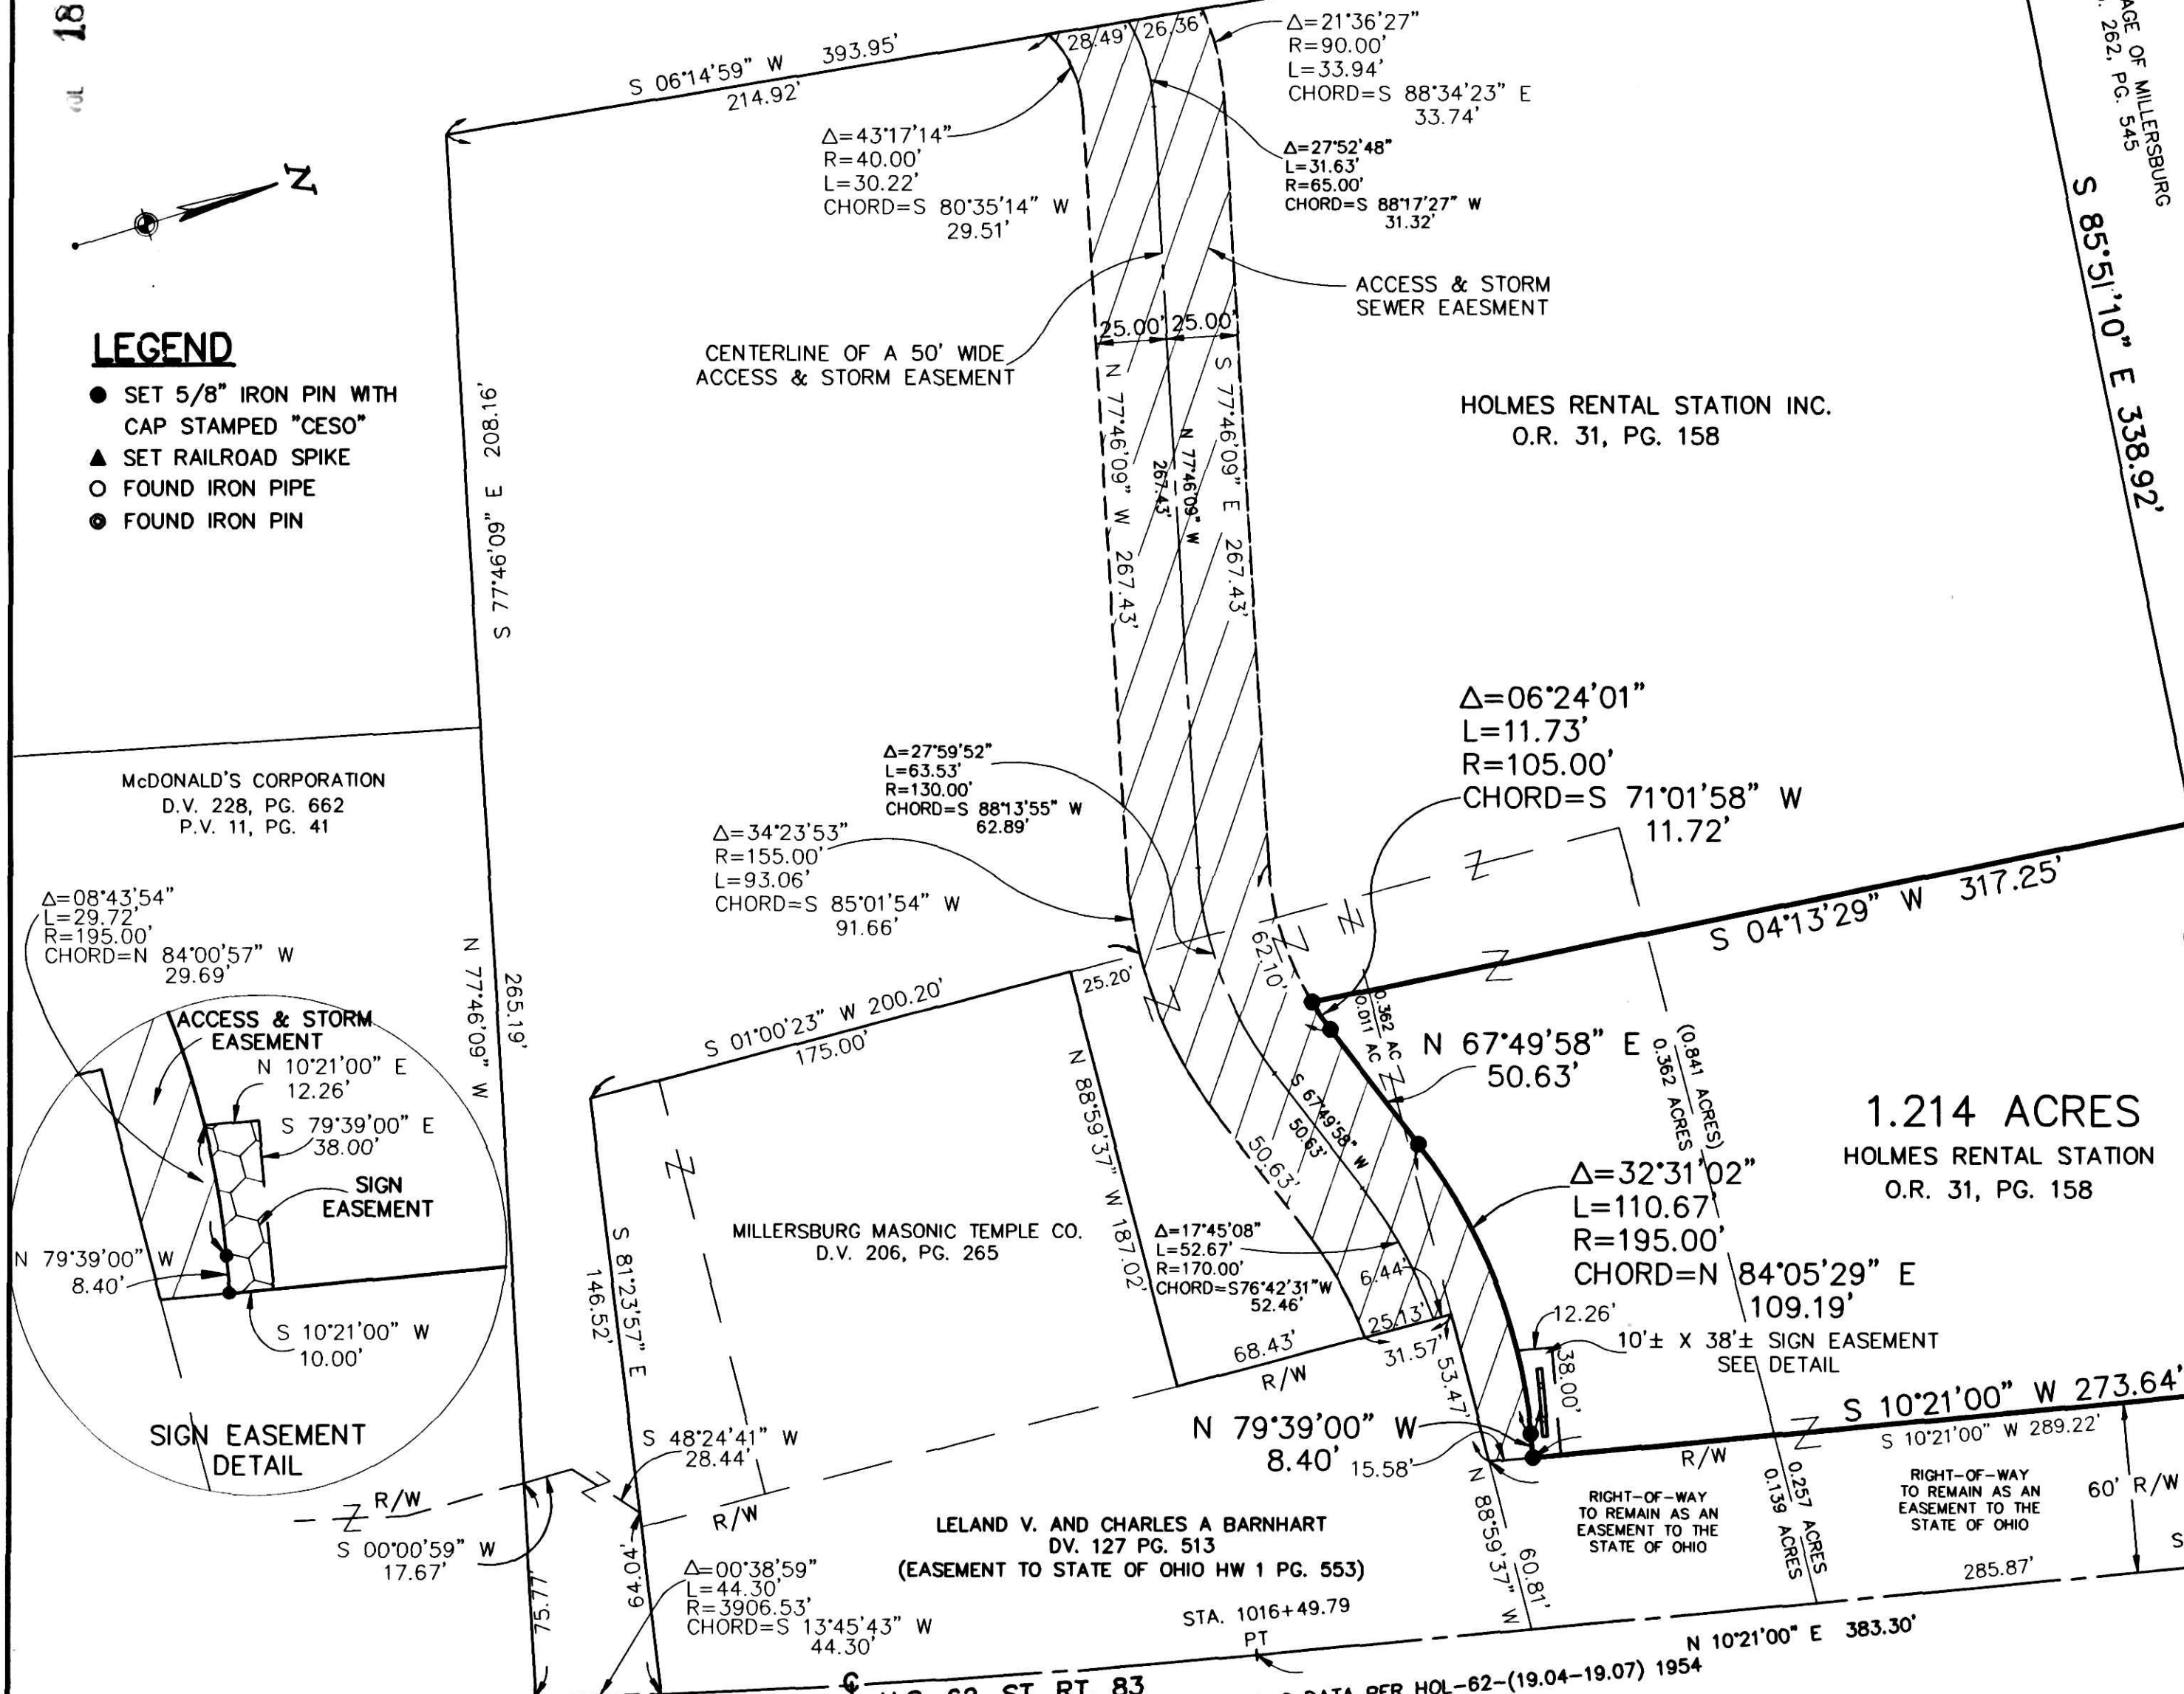 18
VOL
S 06°14'59" W 393.95'
214.92'
28.49' 26.36'
Δ=21°36'27"
R=90.00'
L=33.94'
CHORD=S 88°34'23" E
33.74'
Δ=43°17'14"
R=40.00'
L=30.22'
CHORD=S 80°35'14" W
29.51'
Δ=27°52'48"
L=31.63'
R=65.00'
CHORD=S 88°17'27" W
31.32'
AGE OF MILLERSBURG
262, PG. 545
S 85°51'10" E 338.92'
N
LEGEND
SET 5/8" IRON PIN WITH
CAP STAMPED "CESO"
SET RAILROAD SPIKE
FOUND IRON PIPE
FOUND IRON PIN
S 77°46'09" E 208.16'
ACCESS & STORM
SEWER EAESMENT
CENTERLINE OF A 50' WIDE
ACCESS & STORM EASEMENT
25.00' 25.00'
N 77°46'09" W 267.43'
N 77°46'09" W
267.43'
S 77°46'09" E 267.43'
HOLMES RENTAL STATION INC.
O.R. 31, PG. 158
McDONALD'S CORPORATION
D.V. 228, PG. 662
P.V. 11, PG. 41
Δ=27°59'52"
L=63.53'
R=130.00'
CHORD=S 88°13'55" W
62.89'
Δ=34°23'53"
R=155.00'
L=93.06'
CHORD=S 85°01'54" W
91.66'
Δ=06°24'01"
L=11.73'
R=105.00'
CHORD=S 71°01'58" W
11.72'
S 04°13'29" W 317.25'
Δ=08°43'54"
L=29.72'
R=195.00'
CHORD=N 84°00'57" W
29.69'
N 77°46'09" W
265.19'
ACCESS & STORM
EASEMENT
N 10°21'00" E
12.26'
S 79°39'00" E
38.00'
SIGN
EASEMENT
N 79°39'00" W
8.40'
S 10°21'00" W
10.00'
SIGN EASEMENT
DETAIL
S 01°00'23" W 200.20'
175.00'
25.20'
62.10'
0.362 AC
0.011 AC
N 67°49'58" E
50.63'
S 67°49'58" W
50.63'
50.63'
N 88°59'37" W 187.02'
(0.841 ACRES)
0.362 ACRES
1.214 ACRES
HOLMES RENTAL STATION
O.R. 31, PG. 158
S 81°23'57" E
146.52'
MILLERSBURG MASONIC TEMPLE CO.
D.V. 206, PG. 265
Δ=17°45'08"
L=52.67'
R=170.00'
CHORD=S76°42'31"W
52.46'
6.44'
Δ=32°31'02"
L=110.67'
R=195.00'
CHORD=N 84°05'29" E
109.19'
12.26'
10'± X 38'± SIGN EASEMENT
SEE DETAIL
38.00'
68.43'
25.13'
31.57'
R/W
53.47'
N 79°39'00" W
8.40'
15.58'
S 10°21'00" W 273.64'
S 10°21'00" W 289.22'
R/W
S 48°24'41" W
28.44'
R/W
R/W
S 00°00'59" W
17.67'
75.77'
64.04'
Δ=00°38'59"
L=44.30'
R=3906.53'
CHORD=S 13°45'43" W
44.30'
LELAND V. AND CHARLES A BARNHART
DV. 127 PG. 513
(EASEMENT TO STATE OF OHIO HW 1 PG. 553)
STA. 1016+49.79
PT
N 88°59'37" W
60.81'
RIGHT-OF-WAY
TO REMAIN AS AN
EASEMENT TO THE
STATE OF OHIO
0.257 ACRES
0.139 ACRES
RIGHT-OF-WAY
TO REMAIN AS AN
EASEMENT TO THE
STATE OF OHIO
60' R/W
S
285.87'
N 10°21'00" E 383.30'
62 ST. RT. 83
DATA PER HOL-62-(19.04-19.07) 1954